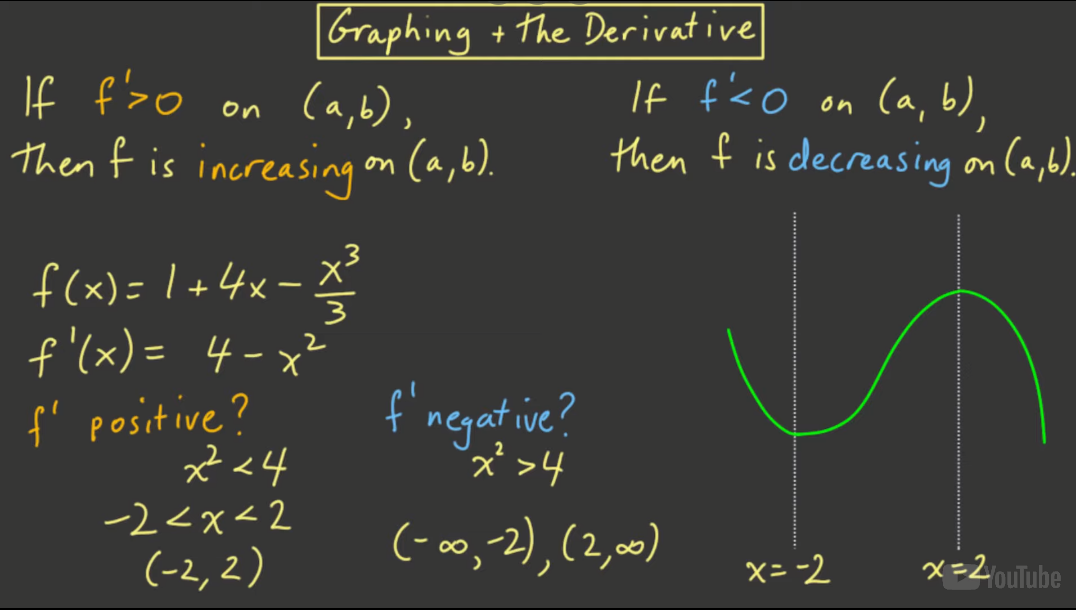 Graphing + the Derivative
If f'>0 on (a,b),
then f is increasing on (a,b).
If f'<0 on (a,b),
then f is decreasing on (a,b).
f(x) = 1 + 4x - x³/3
f'(x) = 4 - x²
f' positive?
x² < 4
-2 < x < 2
(-2, 2)
f' negative?
x² > 4
(-∞, -2), (2, ∞)
x = -2
x = 2
YouTube